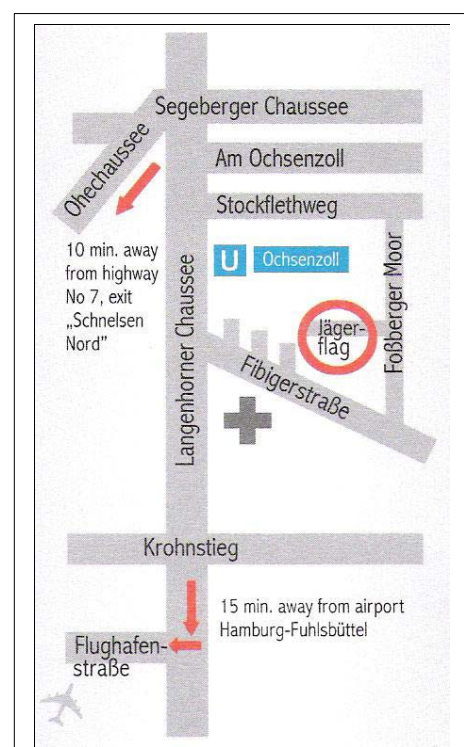 Segeberger Chaussee
Ohechaussee
Am Ochsenzoll
Stockflethweg
10 min. away
from highway
No 7, exit
„Schnelsen
Nord”
U Ochsenzoll
Langenhorner Chaussee
Foßberger Moor
Jäger-
flag
Fibigerstraße
Krohnstieg
15 min. away from airport
Hamburg-Fuhlsbüttel
Flughafen-
straße